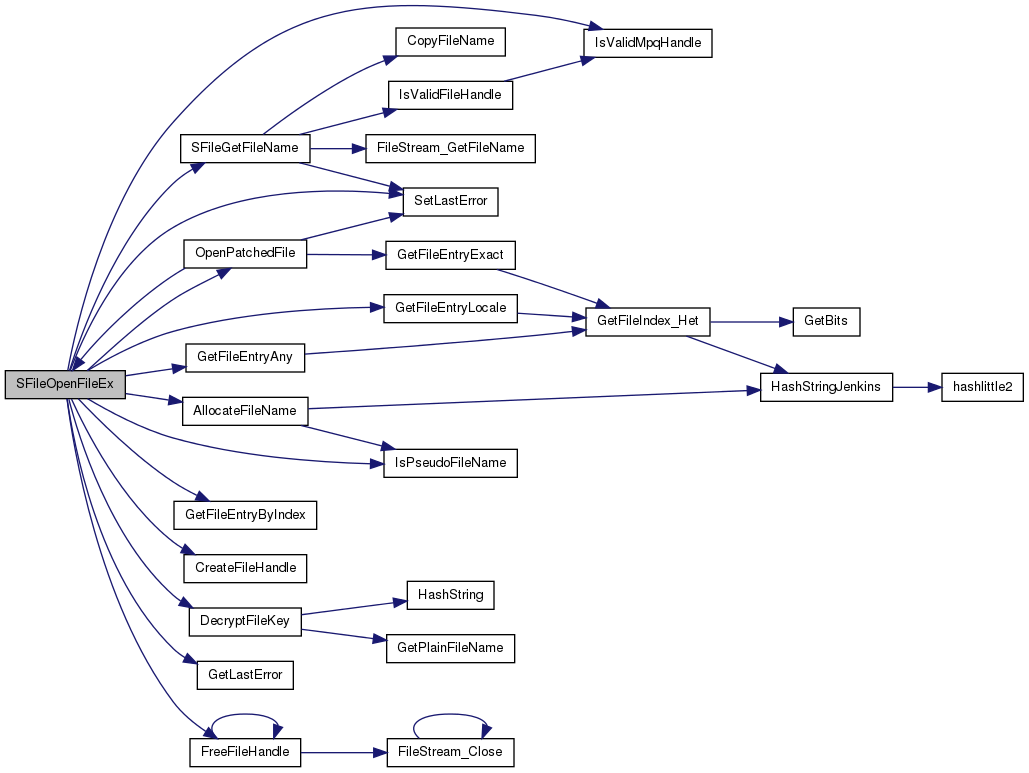 CopyFileName
IsValidMpqHandle
IsValidFileHandle
SFileGetFileName
FileStream_GetFileName
SetLastError
OpenPatchedFile
GetFileEntryExact
GetFileEntryLocale
GetFileIndex_Het
GetBits
GetFileEntryAny
SFileOpenFileEx
HashStringJenkins
hashlittle2
AllocateFileName
IsPseudoFileName
GetFileEntryByIndex
CreateFileHandle
HashString
DecryptFileKey
GetPlainFileName
GetLastError
FreeFileHandle
FileStream_Close